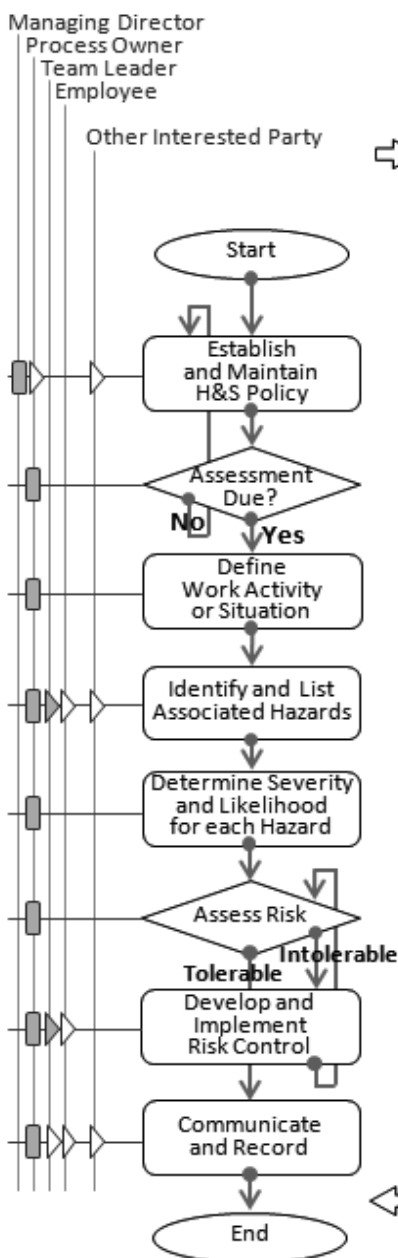 Managing Director
Process Owner
Team Leader
Employee
Other Interested Party
Start
Establish
and Maintain
H&S Policy
Assessment
Due?
No
Yes
Define
Work Activity
or Situation
Identify and List
Associated Hazards
Determine Severity
and Likelihood
for each Hazard
Assess Risk
Intolerable
Tolerable
Develop and
Implement
Risk Control
Communicate
and Record
End